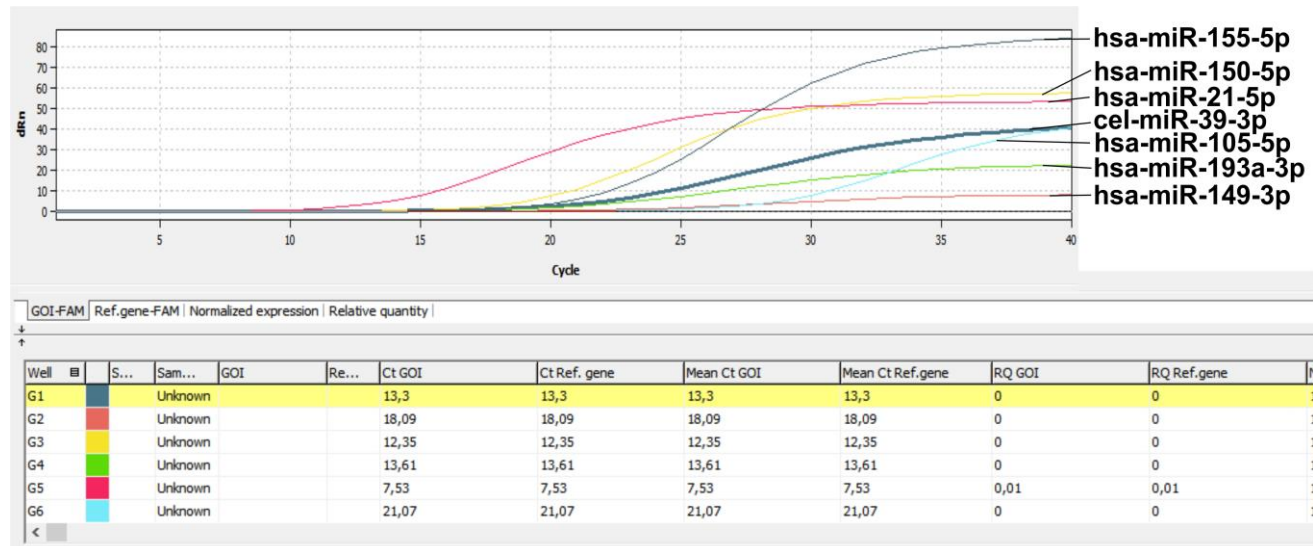 hsa-miR-155-5p
hsa-miR-150-5p
hsa-miR-21-5p
cel-miR-39-3p
hsa-miR-105-5p
hsa-miR-193a-3p
hsa-miR-149-3p
dRn
80
70
60
50
40
30
20
10
0
5 10 15 20 25 30 35 40
Cycle
GOI-FAM Ref.gene-FAM Normalized expression Relative quantity
Well S... Sam... GOI Re... Ct GOI Ct Ref. gene Mean Ct GOI Mean Ct Ref.gene RQ GOI RQ Ref.gene
G1 Unknown 13,3 13,3 13,3 13,3 0 0
G2 Unknown 18,09 18,09 18,09 18,09 0 0
G3 Unknown 12,35 12,35 12,35 12,35 0 0
G4 Unknown 13,61 13,61 13,61 13,61 0 0
G5 Unknown 7,53 7,53 7,53 7,53 0,01 0,01
G6 Unknown 21,07 21,07 21,07 21,07 0 0